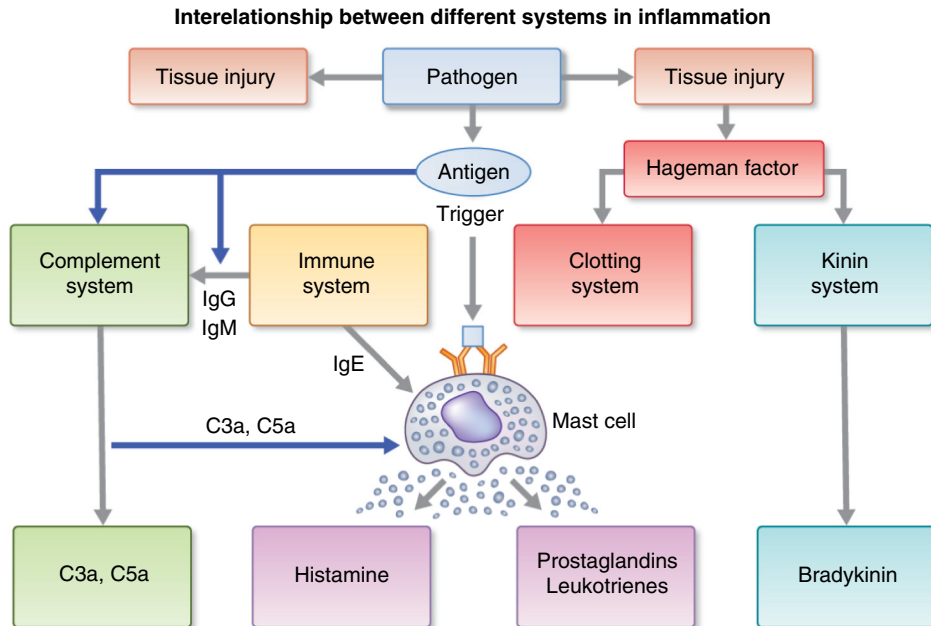 Interelationship between different systems in inflammation
Tissue injury
Pathogen
Tissue injury
Antigen
Hageman factor
Trigger
Complement
system
IgG
IgM
Immune
system
Clotting
system
Kinin
system
IgE
Mast cell
C3a, C5a
C3a, C5a
Histamine
Prostaglandins
Leukotrienes
Bradykinin